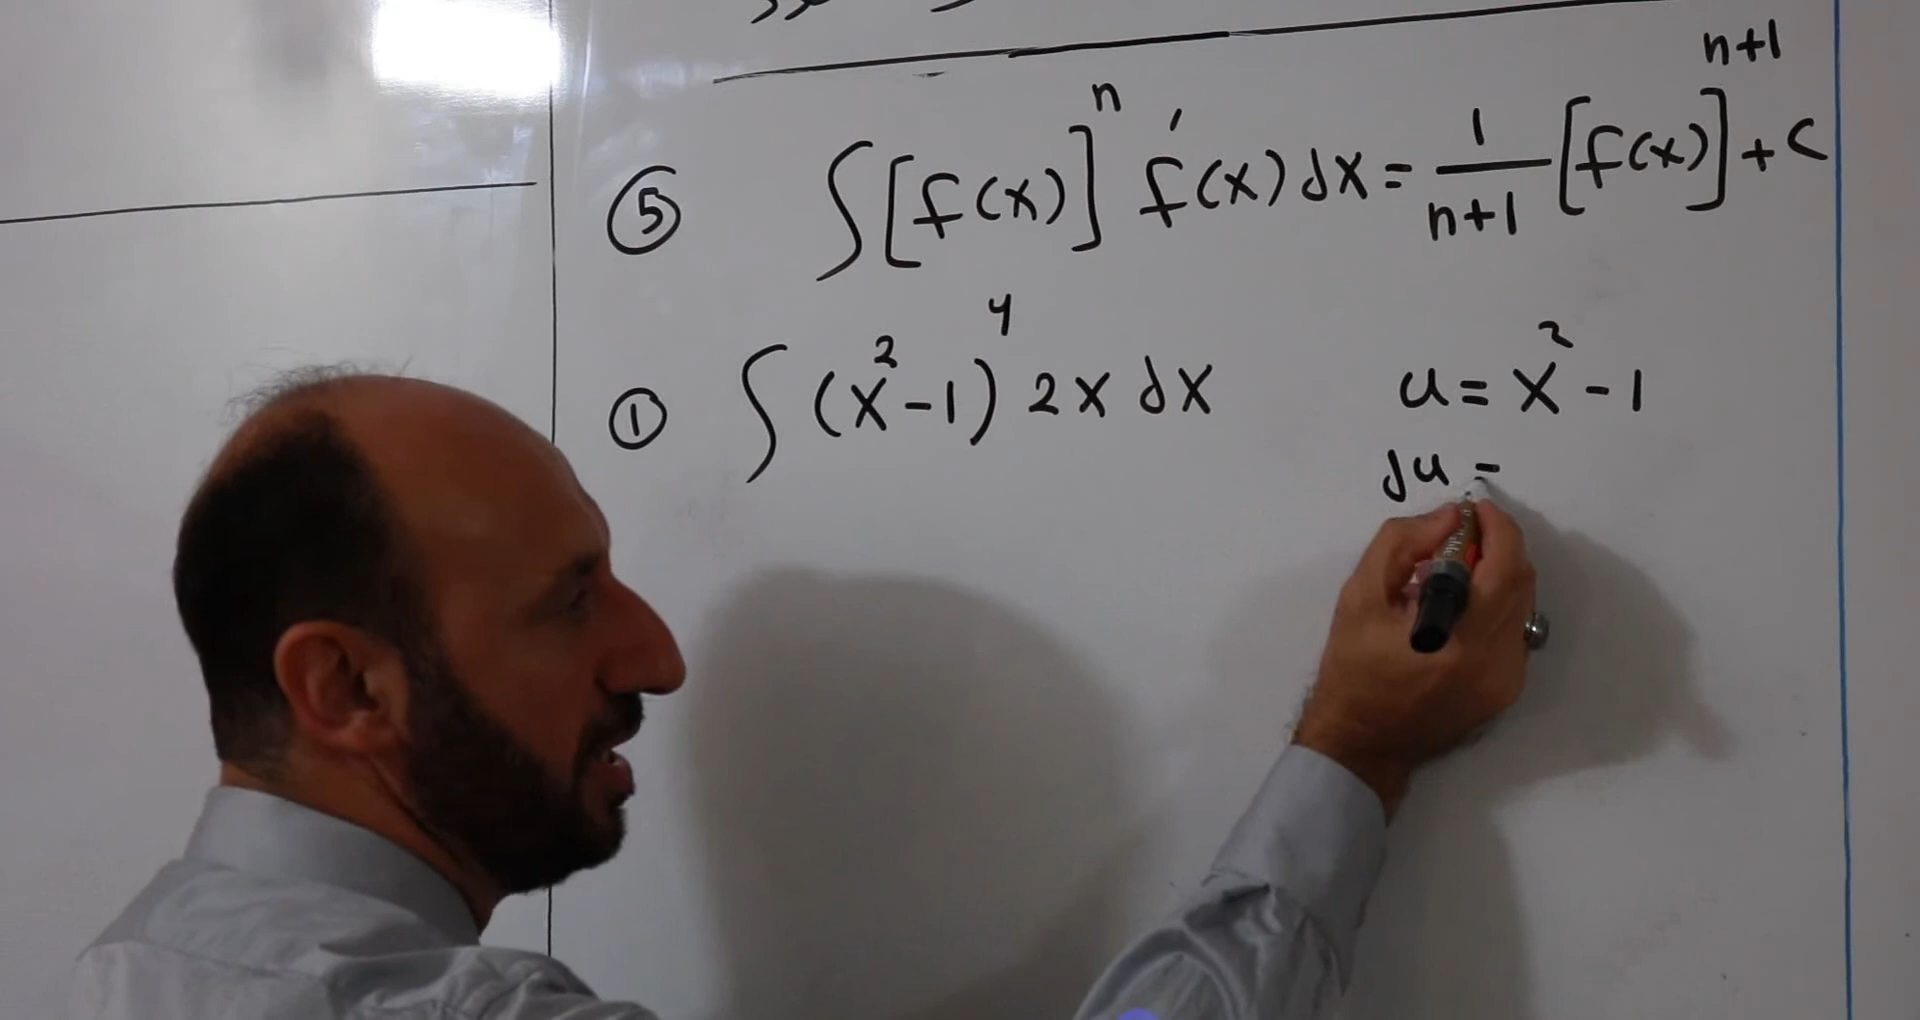 ⑤ ∫[f(x)]ⁿ f′(x) dx = 1/(n+1) [f(x)]ⁿ⁺¹ + c
① ∫(x²-1)⁴ 2x dx u = x² - 1
du =